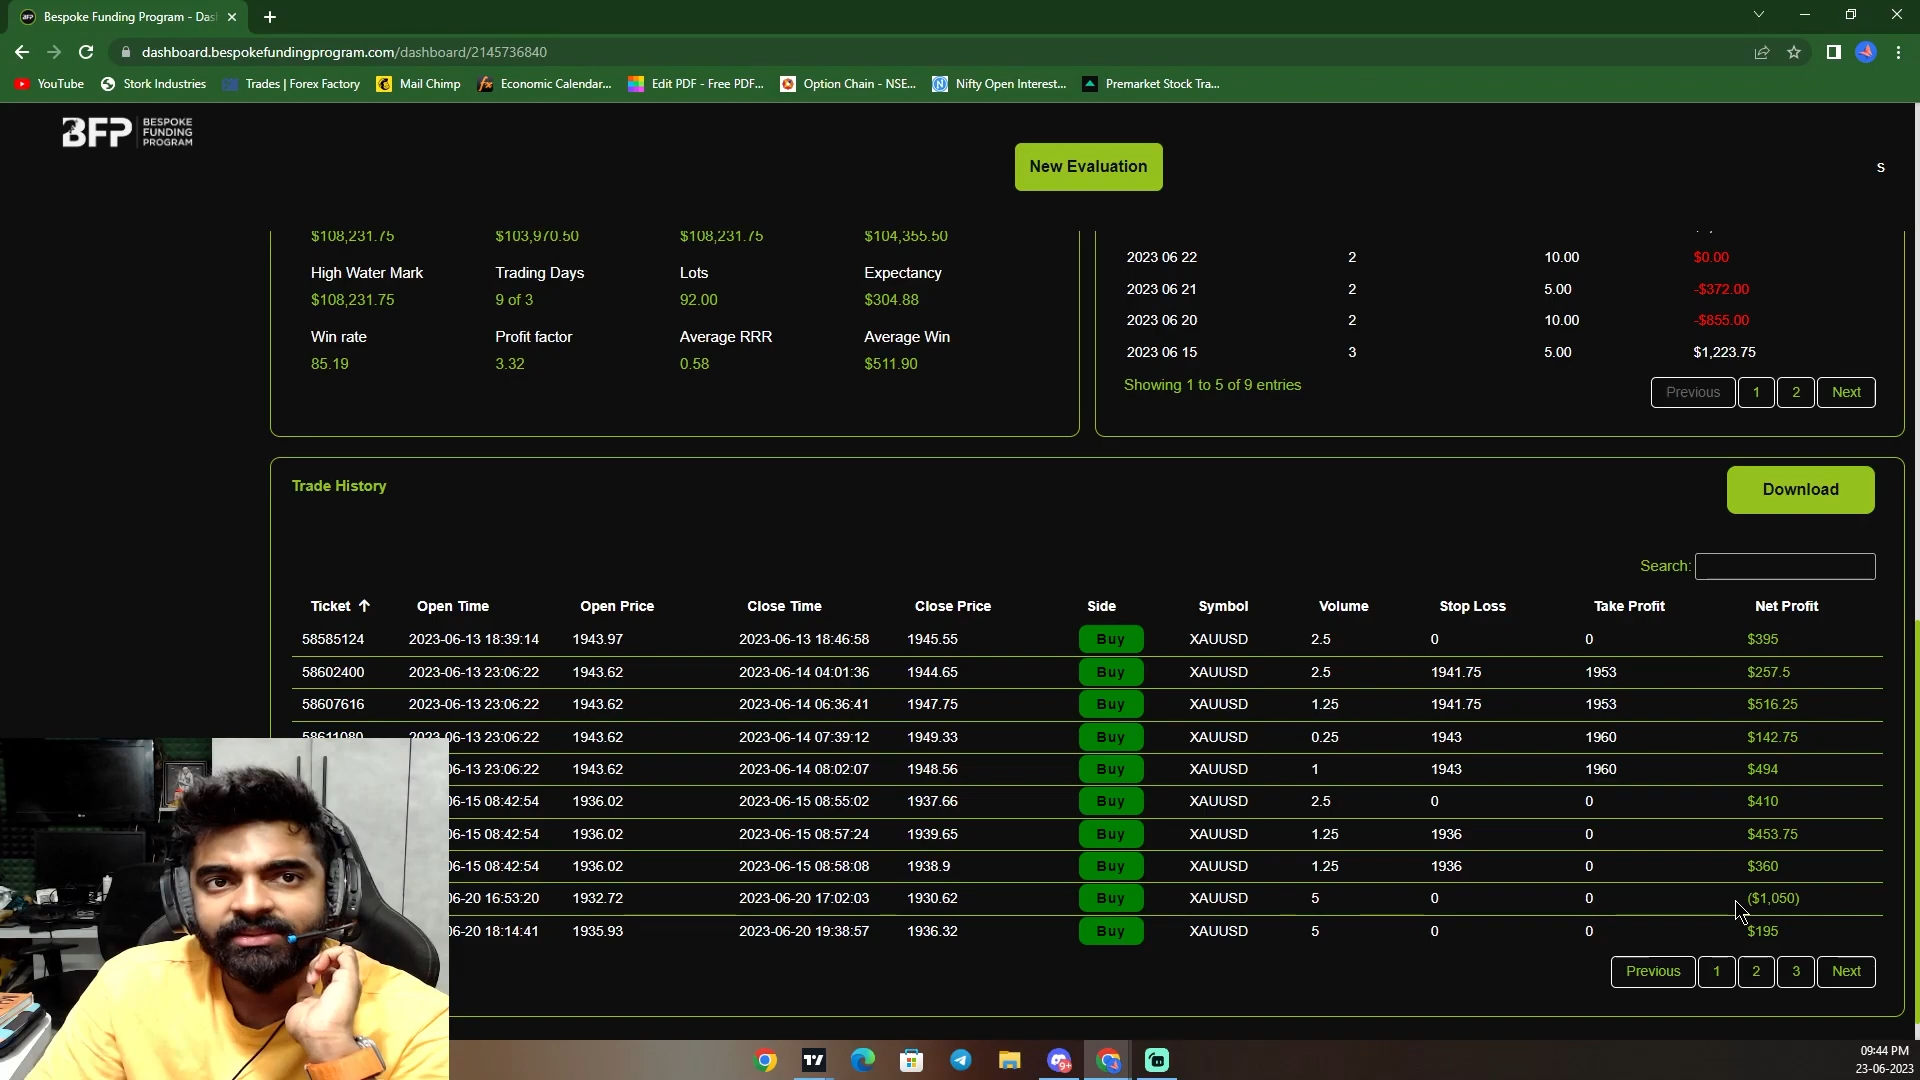 Bespoke Funding Program - Das
dashboard.bespokefundingprogram.com/dashboard/2145736840
YouTube Stork Industries Trades | Forex Factory Mail Chimp Economic Calendar... Edit PDF - Free PDF... Option Chain - NSE... Nifty Open Interest... Premarket Stock Tra...
BFP BESPOKE FUNDING PROGRAM
New Evaluation
s
$108,231.75 $103,970.50 $108,231.75 $104,355.50
High Water Mark Trading Days Lots Expectancy
$108,231.75 9 of 3 92.00 $304.88
Win rate Profit factor Average RRR Average Win
85.19 3.32 0.58 $511.90
2023 06 22 2 10.00 $0.00
2023 06 21 2 5.00 -$372.00
2023 06 20 2 10.00 -$855.00
2023 06 15 3 5.00 $1,223.75
Showing 1 to 5 of 9 entries
Previous 1 2 Next
Trade History
Download
Search:
Ticket Open Time Open Price Close Time Close Price Side Symbol Volume Stop Loss Take Profit Net Profit
58585124 2023-06-13 18:39:14 1943.97 2023-06-13 18:46:58 1945.55 Buy XAUUSD 2.5 0 0 $395
58602400 2023-06-13 23:06:22 1943.62 2023-06-14 04:01:36 1944.65 Buy XAUUSD 2.5 1941.75 1953 $257.5
58607616 2023-06-13 23:06:22 1943.62 2023-06-14 06:36:41 1947.75 Buy XAUUSD 1.25 1941.75 1953 $516.25
58611080 2023-06-13 23:06:22 1943.62 2023-06-14 07:39:12 1949.33 Buy XAUUSD 0.25 1943 1960 $142.75
06-13 23:06:22 1943.62 2023-06-14 08:02:07 1948.56 Buy XAUUSD 1 1943 1960 $494
06-15 08:42:54 1936.02 2023-06-15 08:55:02 1937.66 Buy XAUUSD 2.5 0 0 $410
06-15 08:42:54 1936.02 2023-06-15 08:57:24 1939.65 Buy XAUUSD 1.25 1936 0 $453.75
06-15 08:42:54 1936.02 2023-06-15 08:58:08 1938.9 Buy XAUUSD 1.25 1936 0 $360
06-20 16:53:20 1932.72 2023-06-20 17:02:03 1930.62 Buy XAUUSD 5 0 0 ($1,050)
06-20 18:14:41 1935.93 2023-06-20 19:38:57 1936.32 Buy XAUUSD 5 0 0 $195
Previous 1 2 3 Next
09:44 PM
23-06-2023